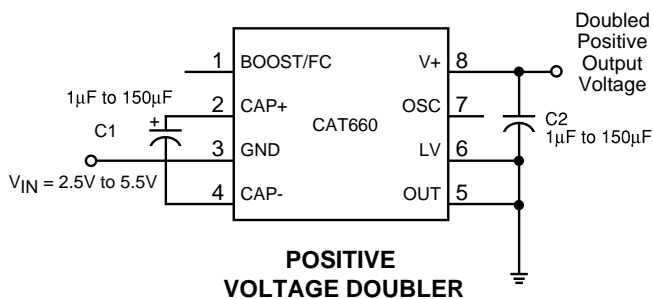 Doubled
Positive
Output
Voltage
1 BOOST/FC V+ 8
1µF to 150µF
+
C1
2 CAP+ OSC 7
CAT660
C2
1µF to 150µF
3 GND LV 6
VIN = 2.5V to 5.5V
4 CAP- OUT 5
POSITIVE
VOLTAGE DOUBLER